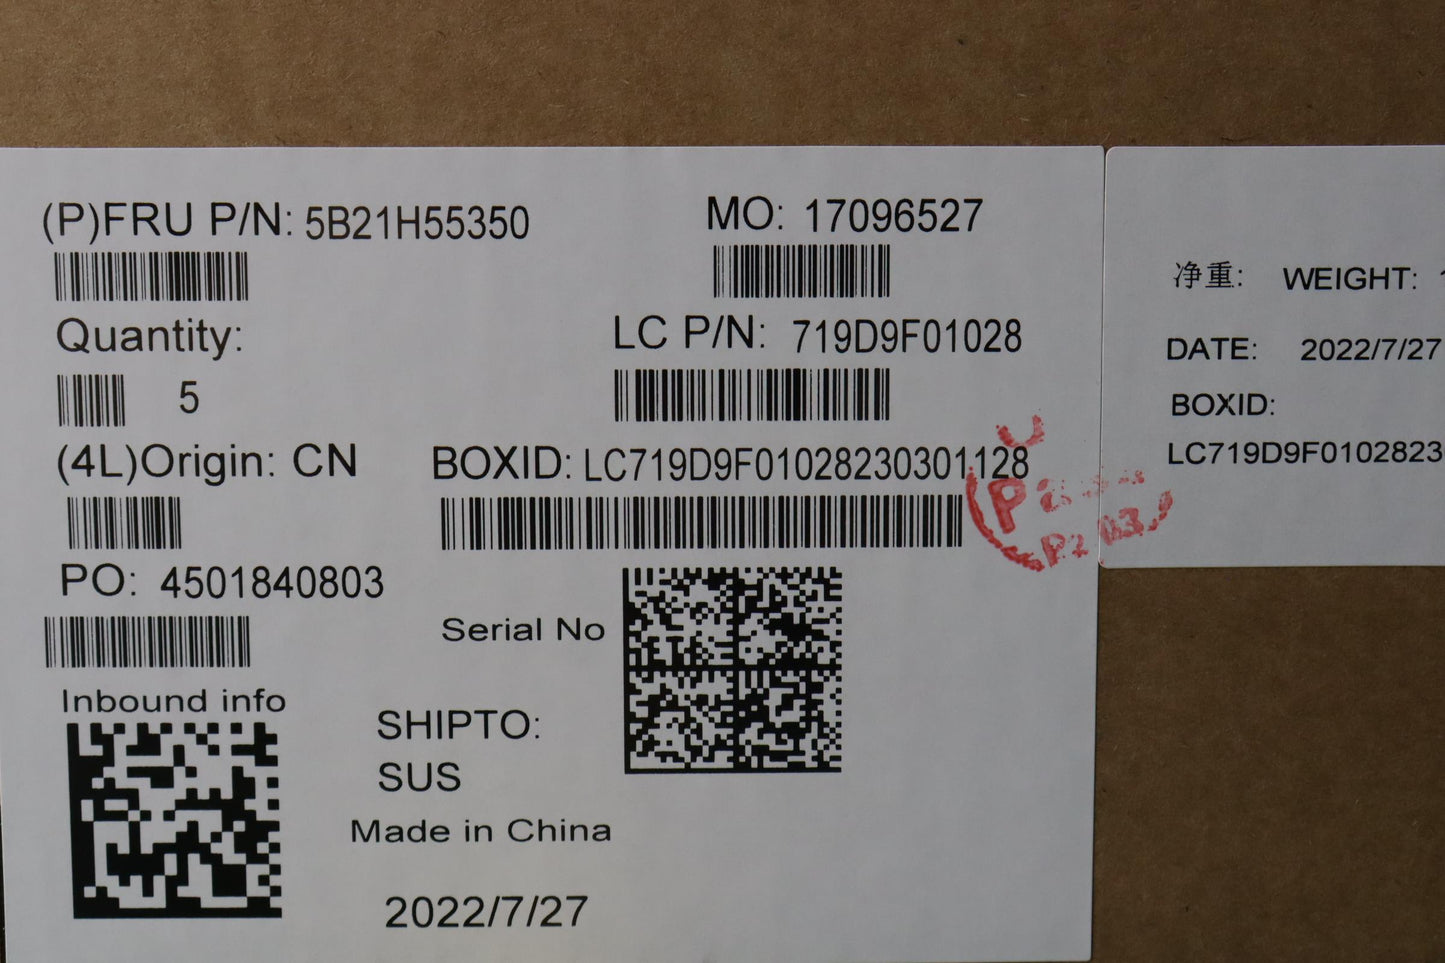 (P)FRU P/N: 5B21H55350
MO: 17096527
Quantity:
5
LC P/N: 719D9F01028
(4L)Origin: CN
BOXID: LC719D9F01028230301128
PO: 4501840803
Serial No
Inbound info
SHIPTO:
SUS
Made in China
2022/7/27
净重: WEIGHT:
DATE: 2022/7/27
BOXID:
LC719D9F0102823